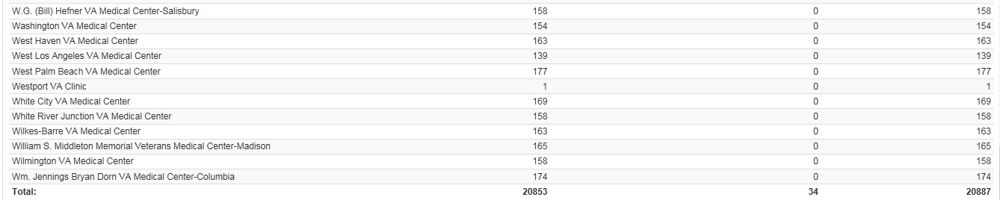 W.G. (Bill) Hefner VA Medical Center-Salisbury 158 0 158
Washington VA Medical Center 154 0 154
West Haven VA Medical Center 163 0 163
West Los Angeles VA Medical Center 139 0 139
West Palm Beach VA Medical Center 177 0 177
Westport VA Clinic 1 0 1
White City VA Medical Center 169 0 169
White River Junction VA Medical Center 158 0 158
Wilkes-Barre VA Medical Center 163 0 163
William S. Middleton Memorial Veterans Medical Center-Madison 165 0 165
Wilmington VA Medical Center 158 0 158
Wm. Jennings Bryan Dorn VA Medical Center-Columbia 174 0 174
Total: 20853 34 20887